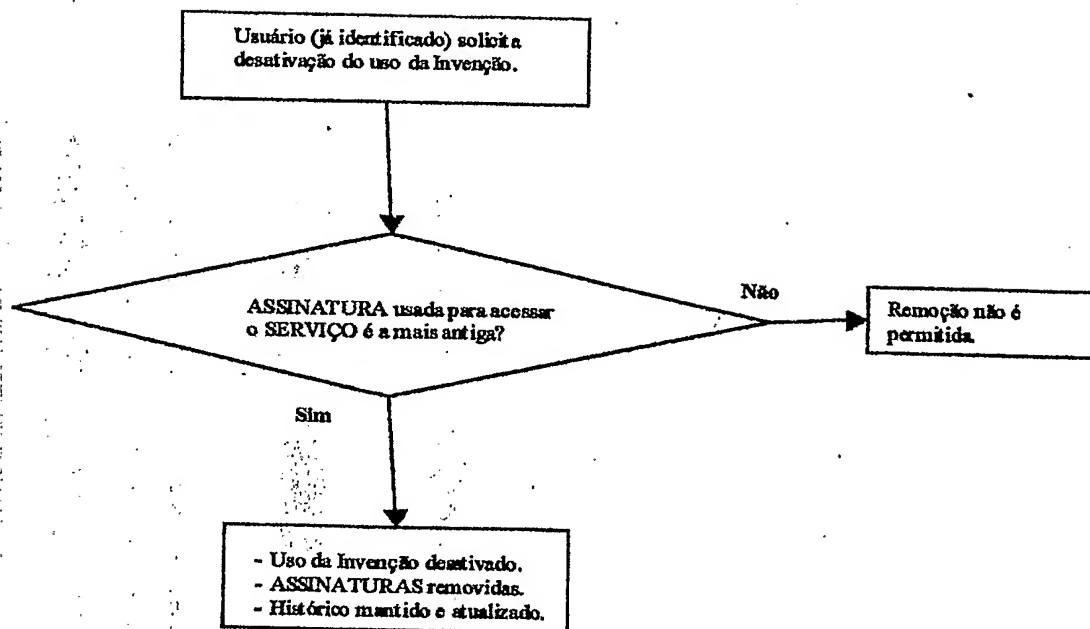 Usuário (já identificado) solicita
desativação do uso da Invenção.
ASSINATURA usada para acessar
o SERVIÇO é a mais antiga?
Não
Remoção não é
permitida.
Sim
- Uso da Invenção desativado.
- ASSINATURAS removidas.
- Histórico mantido e atualizado.